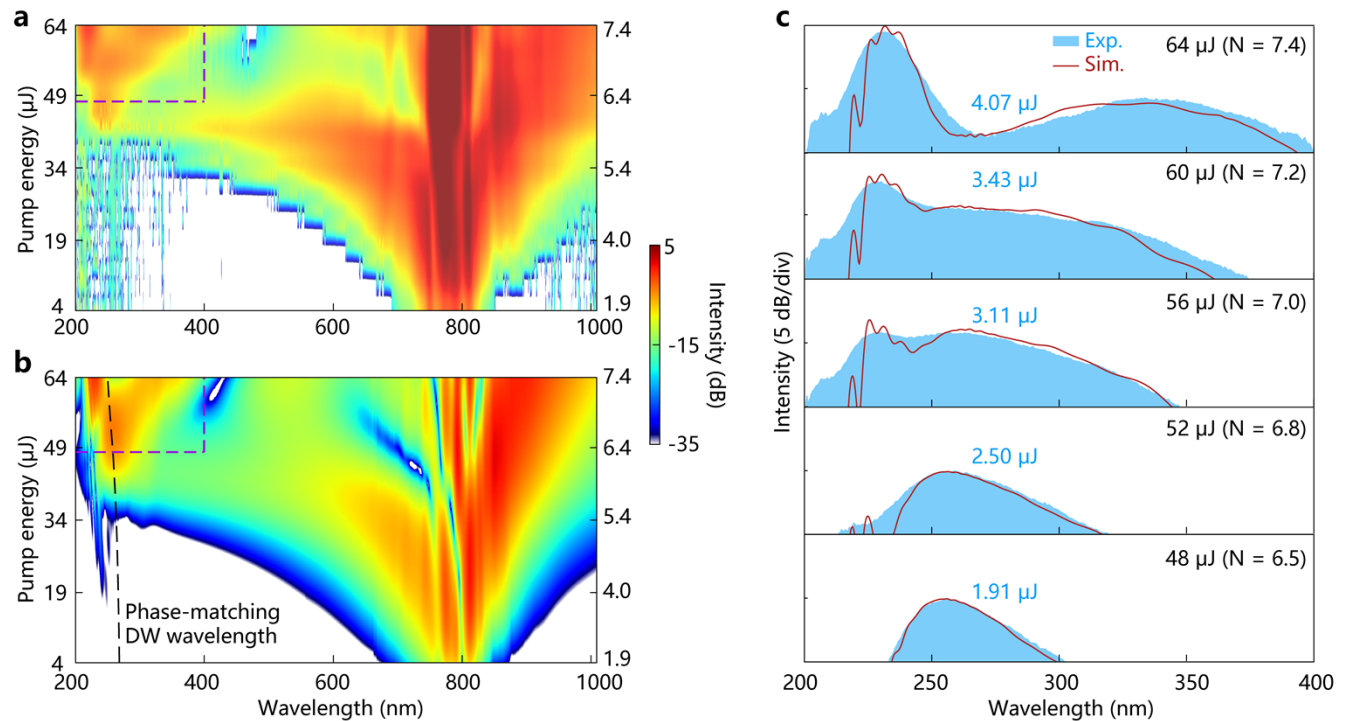 a
64
49
34
19
4
Pump energy (µJ)
7.4
6.4
5.4
4.0
1.9
200
400
600
800
1000
b
64
49
34
19
4
Pump energy (µJ)
7.4
6.4
5.4
4.0
1.9
Phase-matching
DW wavelength
200
400
600
800
1000
Wavelength (nm)
5
-15
-35
Intensity (dB)
c
Exp.
Sim.
64 µJ (N = 7.4)
4.07 µJ
60 µJ (N = 7.2)
3.43 µJ
56 µJ (N = 7.0)
3.11 µJ
52 µJ (N = 6.8)
2.50 µJ
48 µJ (N = 6.5)
1.91 µJ
Intensity (5 dB/div)
200
250
300
350
400
Wavelength (nm)